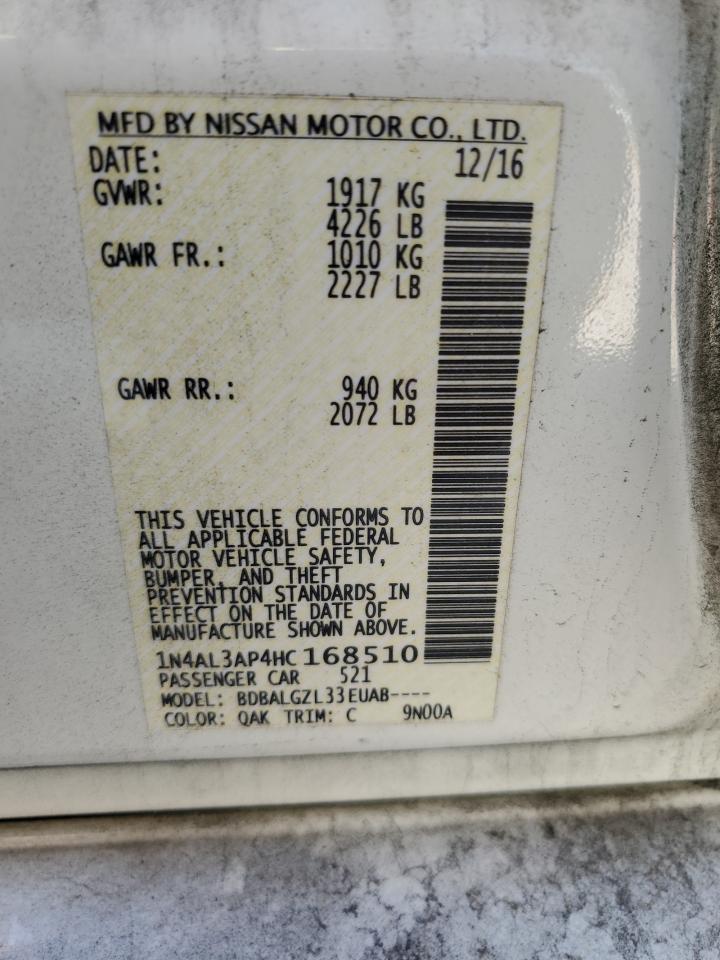 MFD BY NISSAN MOTOR CO., LTD.
DATE: 12/16
GVWR: 1917 KG
4226 LB
GAWR FR.: 1010 KG
2227 LB
GAWR RR.: 940 KG
2072 LB
THIS VEHICLE CONFORMS TO
ALL APPLICABLE FEDERAL
MOTOR VEHICLE SAFETY,
BUMPER, AND THEFT
PREVENTION STANDARDS IN
EFFECT ON THE DATE OF
MANUFACTURE SHOWN ABOVE.
1N4AL3AP4HC168510
PASSENGER CAR 521
MODEL: BDBALGZL33EUAB----
COLOR: QAK TRIM: C 9N00A